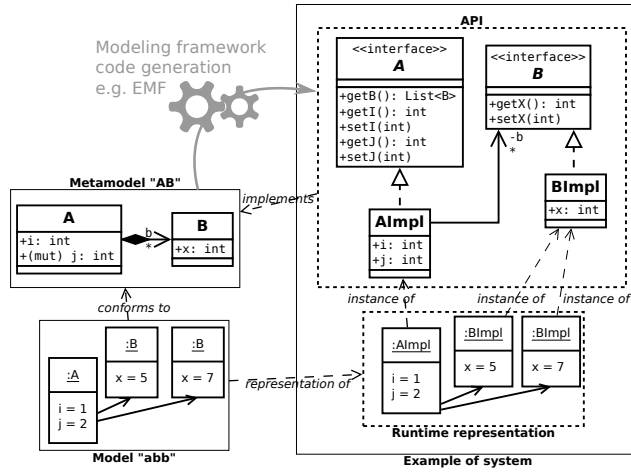 Modeling framework
code generation
e.g. EMF
API
<<interface>>
A
+getB(): List<B>
+getI(): int
+setI(int)
+getJ(): int
+setJ(int)
<<interface>>
B
+getX(): int
+setX(int)
-b
*
Metamodel "AB"
A
+i: int
+(mut) j: int
b
*
B
+x: int
implements
AImpl
+i: int
+j: int
BImpl
+x: int
conforms to
instance of
instance of
instance of
:A
i = 1
j = 2
:B
x = 5
:B
x = 7
representation of
:AImpl
i = 1
j = 2
:BImpl
x = 5
:BImpl
x = 7
Runtime representation
Model "abb"
Example of system